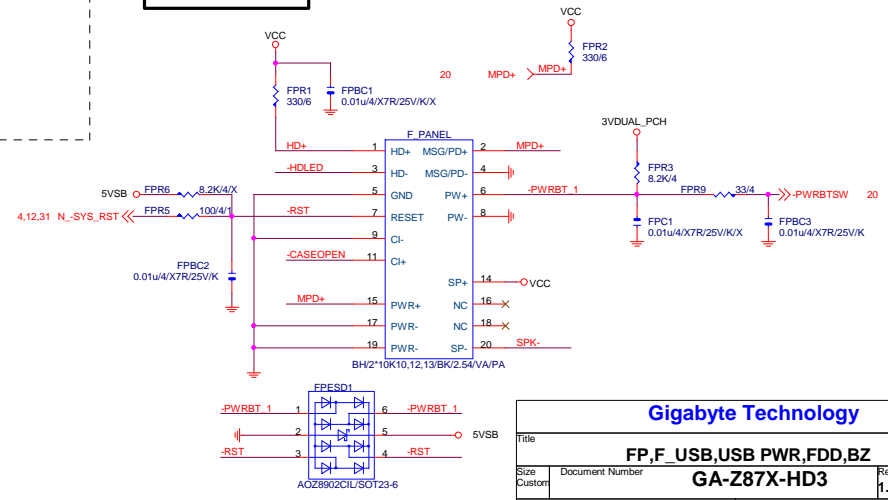 VCC
VCC
FPR1
330/6
FPBC1
0.01u/4/X7R/25V/K/X
20
MPD+
MPD+
FPR2
330/6
3VDUAL_PCH
F_PANEL
HD+
1
HD+
MSG/PD+
2
MPD+
-HDLED
3
HD-
MSG/PD-
4
FPR3
8.2K/4
5VSB
FPR6
8.2K/4/X
5
GND
PW+
6
-PWRBT_1
FPR9
33/4
-PWRBTSW
20
4,12,31
N_-SYS_RST
FPR5
100/4/1
-RST
7
RESET
PW-
8
FPC1
0.01u/4/X7R/25V/K/X
FPBC3
0.01u/4/X7R/25V/K
9
CI-
-CASEOPEN
11
CI+
FPBC2
0.01u/4/X7R/25V/K
SP+
14
VCC
MPD+
15
PWR+
NC
16
17
PWR-
NC
18
19
PWR-
SP-
20
SPK-
BH/2*10K10,12,13/BK/2.54/VA/PA
FPESD1
-PWRBT_1
1
6
-PWRBT_1
2
5
5VSB
-RST
3
4
-RST
AOZ8902CIL/SOT23-6
Gigabyte Technology
Title
FP,F_USB,USB PWR,FDD,BZ
Size
Custom
Document Number
GA-Z87X-HD3
Re
1.